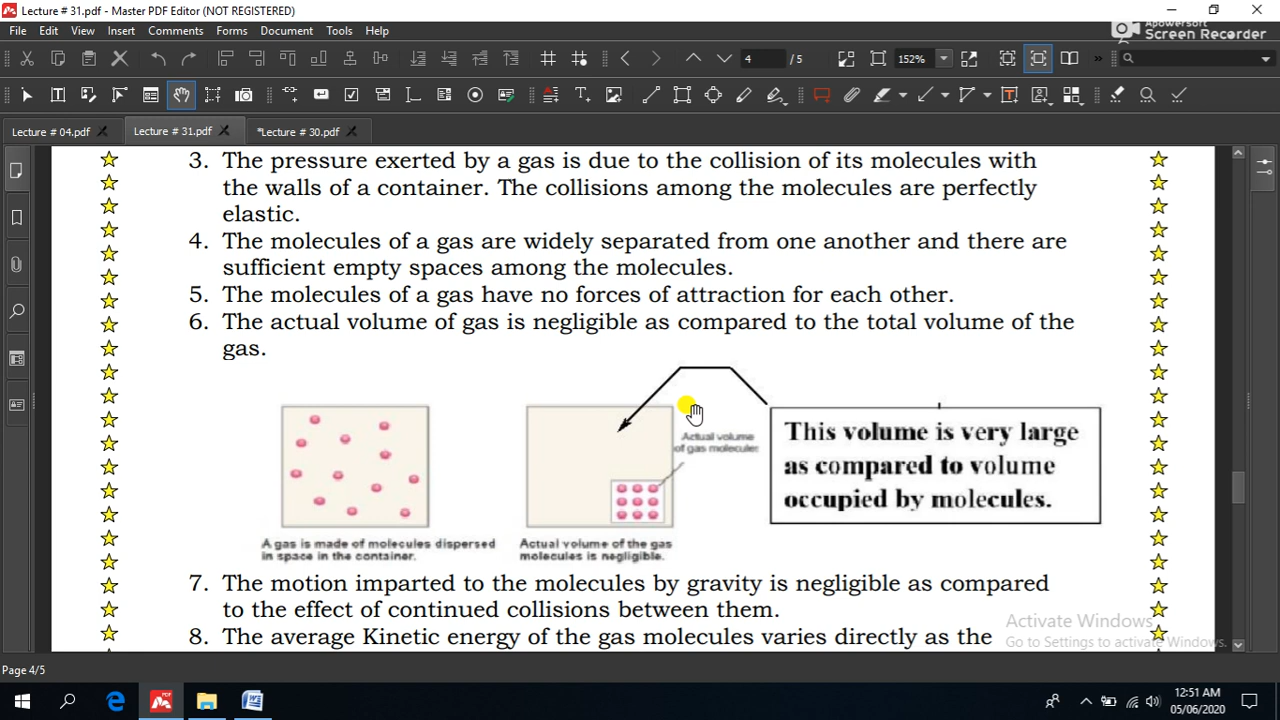 Lecture # 31.pdf - Master PDF Editor (NOT REGISTERED)
File Edit View Insert Comments Forms Document Tools Help
Apowersoft
Screen Recorder
4 / 5
152%
Lecture # 04.pdf
Lecture # 31.pdf
*Lecture # 30.pdf
3. The pressure exerted by a gas is due to the collision of its molecules with
the walls of a container. The collisions among the molecules are perfectly
elastic.
4. The molecules of a gas are widely separated from one another and there are
sufficient empty spaces among the molecules.
5. The molecules of a gas have no forces of attraction for each other.
6. The actual volume of gas is negligible as compared to the total volume of the
gas.
Actual volume
of gas molecules
This volume is very large
as compared to volume
occupied by molecules.
A gas is made of molecules dispersed
in space in the container.
Actual volume of the gas
molecules is negligible.
7. The motion imparted to the molecules by gravity is negligible as compared
to the effect of continued collisions between them.
8. The average Kinetic energy of the gas molecules varies directly as the
Activate Windows
Go to Settings to activate Windows.
Page 4/5
12:51 AM
05/06/2020